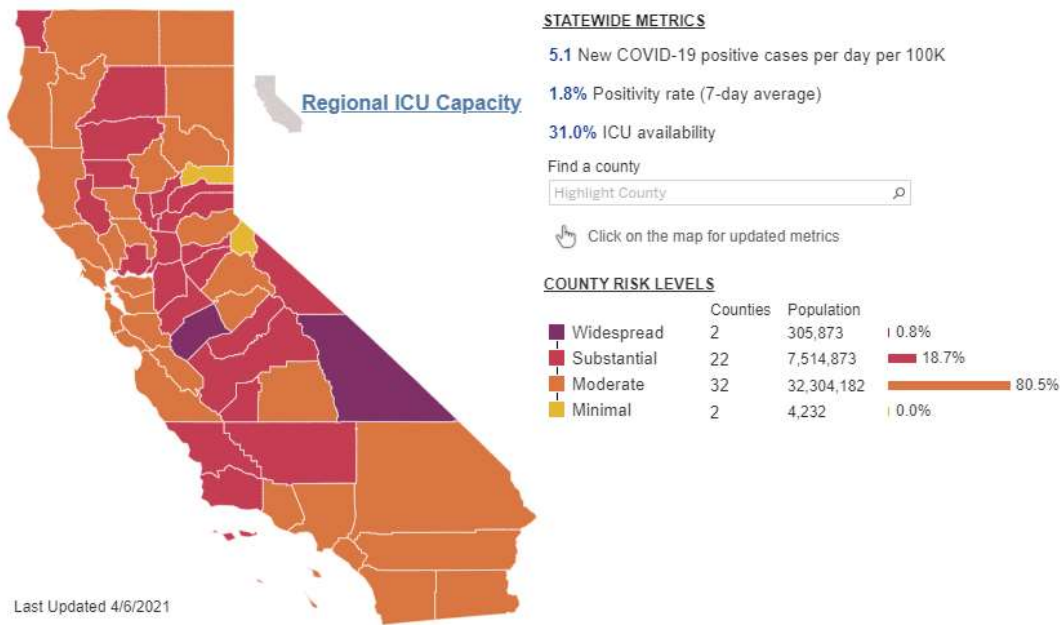 STATEWIDE METRICS
5.1 New COVID-19 positive cases per day per 100K
1.8% Positivity rate (7-day average)
31.0% ICU availability
Regional ICU Capacity
Find a county
Highlight County
Click on the map for updated metrics
COUNTY RISK LEVELS
Counties Population
Widespread 2 305,873 0.8%
Substantial 22 7,514,873 18.7%
Moderate 32 32,304,182 80.5%
Minimal 2 4,232 0.0%
Last Updated 4/6/2021